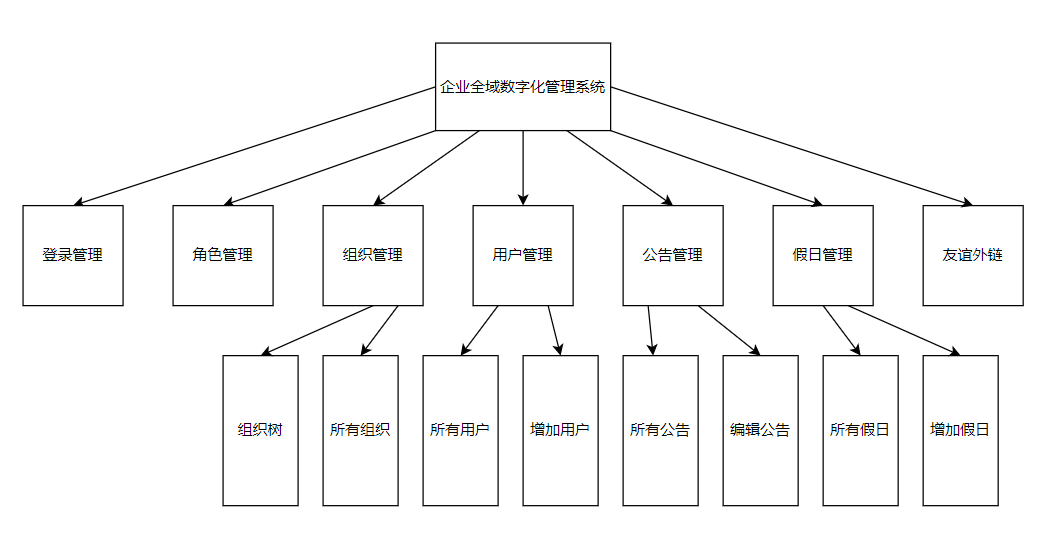 企业全域数字化管理系统
登录管理
角色管理
组织管理
用户管理
公告管理
假日管理
友谊外链
组织树
所有组织
所有用户
增加用户
所有公告
编辑公告
所有假日
增加假日